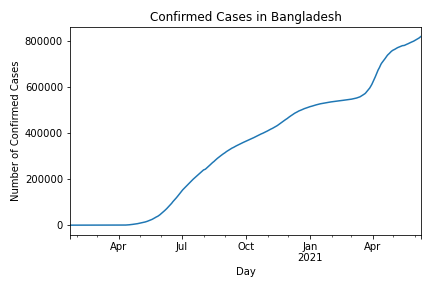 Confirmed Cases in Bangladesh
800000
600000
400000
200000
0
Number of Confirmed Cases
Apr
Jul
Oct
Jan
2021
Apr
Day